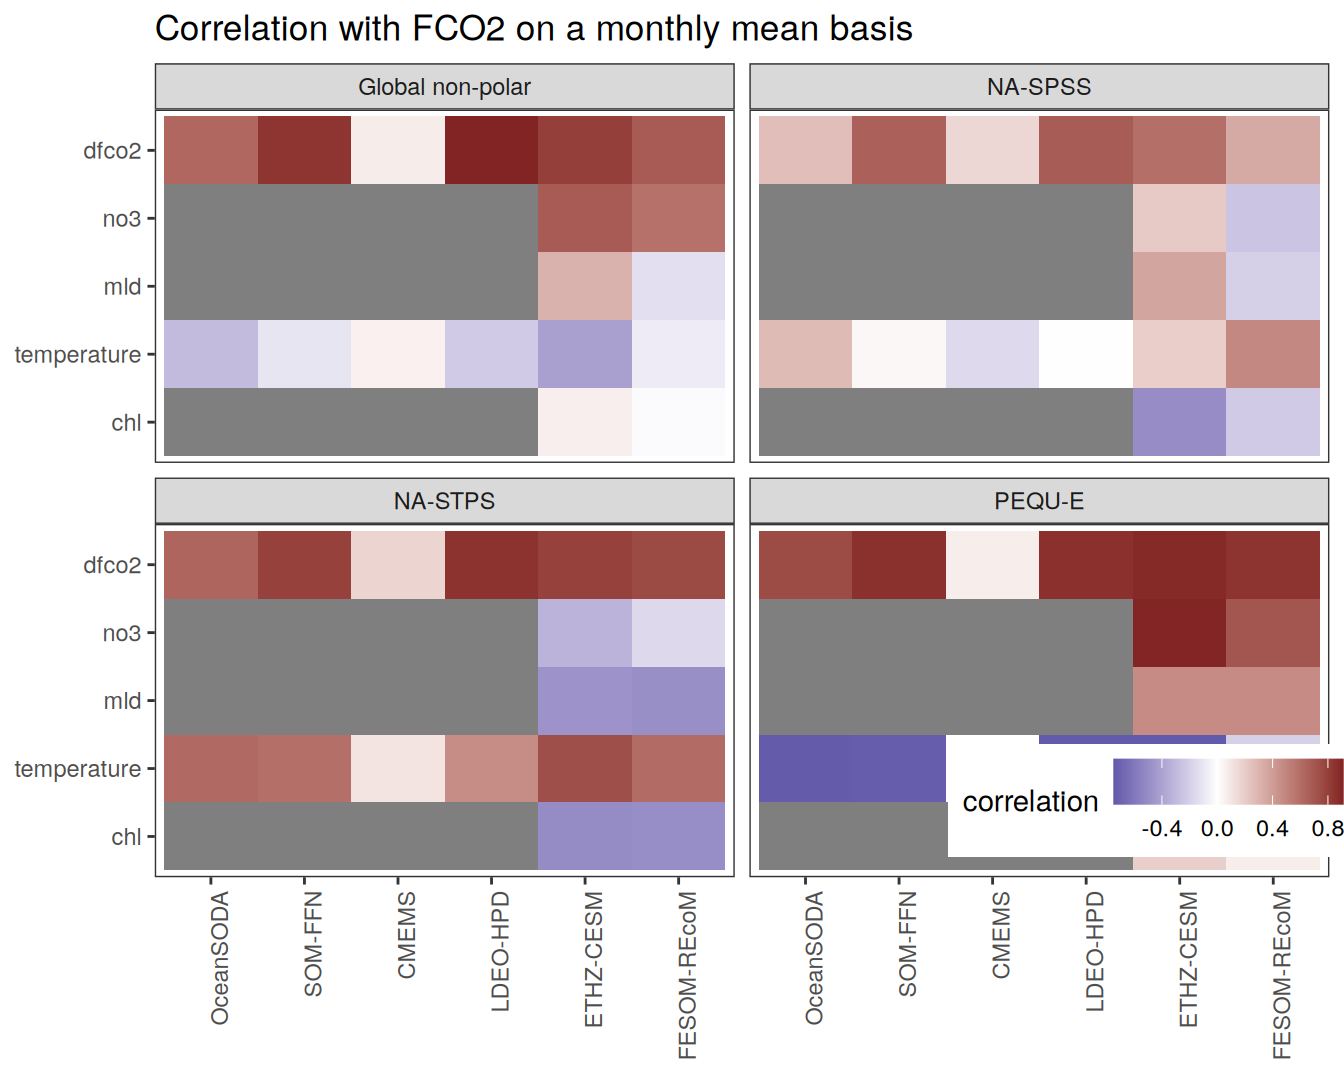 Correlation with FCO2 on a monthly mean basis
Global non-polar
NA-SPSS
dfco2
no3
mld
temperature
chl
NA-STPS
PEQU-E
dfco2
no3
mld
temperature
chl
correlation
-0.4 0.0 0.4 0.8
OceanSODA
SOM-FFN
CMEMS
LDEO-HPD
ETHZ-CESM
FESOM-REcoM
OceanSODA
SOM-FFN
CMEMS
LDEO-HPD
ETHZ-CESM
FESOM-REcoM